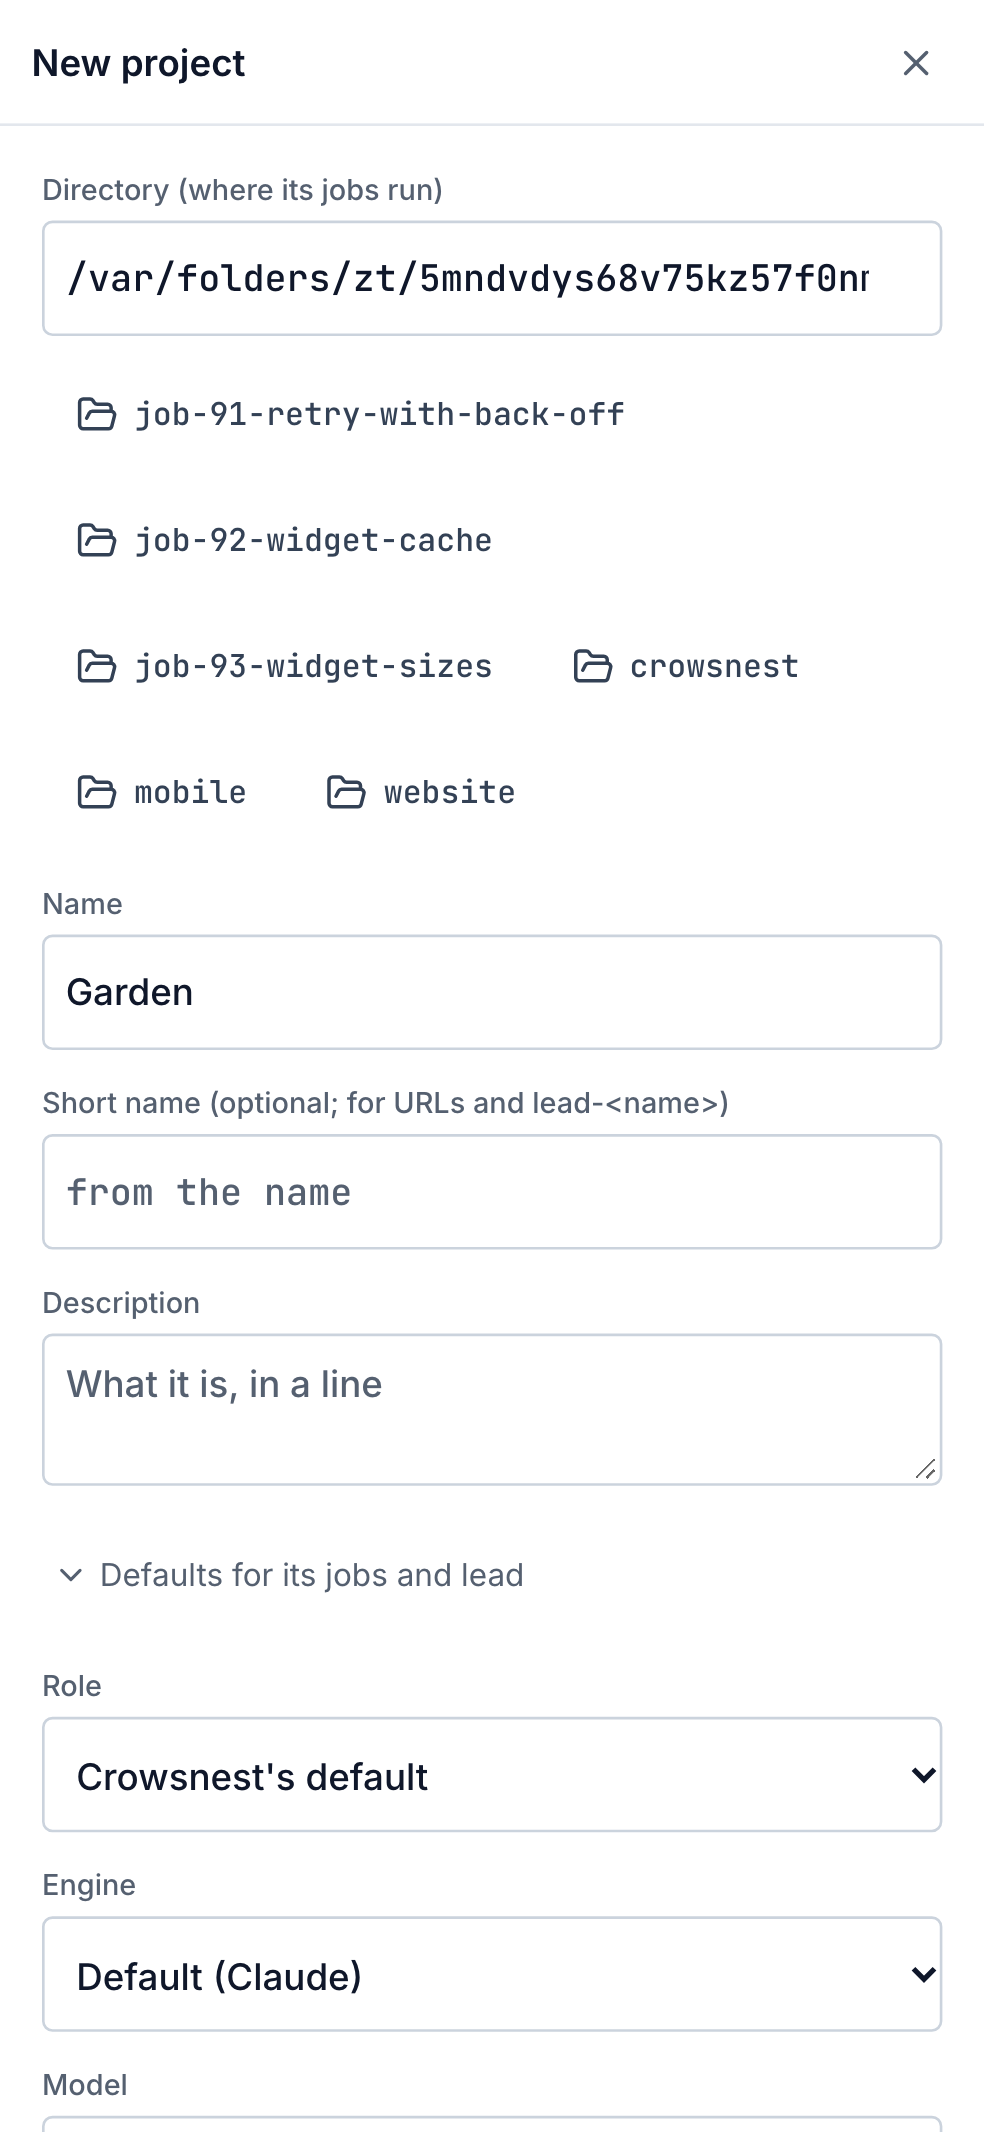 New project
Directory (where its jobs run)
/var/folders/zt/5mndvdys68v75kz57f0n
job-91-retry-with-back-off
job-92-widget-cache
job-93-widget-sizes crowsnest
mobile website
Name
Garden
Short name (optional; for URLs and lead-<name>)
from the name
Description
What it is, in a line
Defaults for its jobs and lead
Role
Crowsnest's default
Engine
Default (Claude)
Model